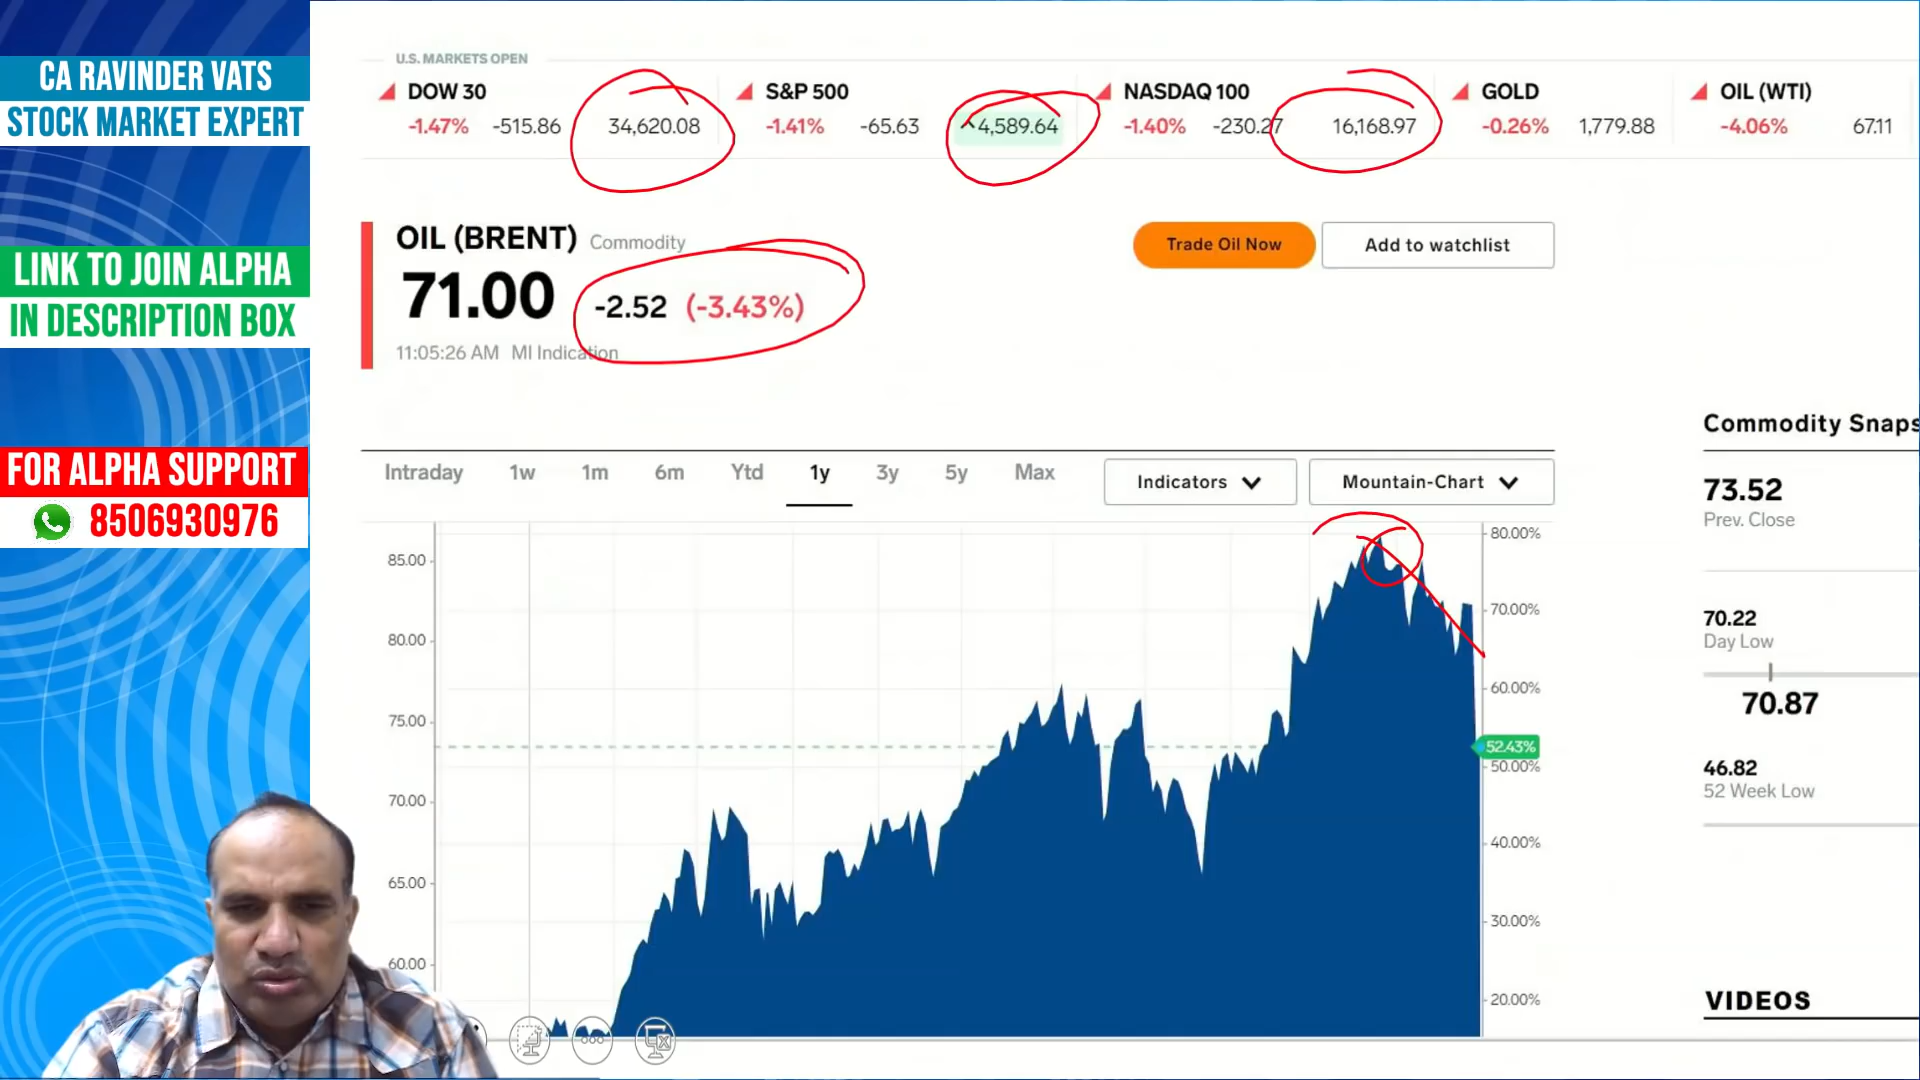 CA RAVINDER VATS
STOCK MARKET EXPERT
LINK TO JOIN ALPHA
IN DESCRIPTION BOX
FOR ALPHA SUPPORT
8506930976
U.S. MARKETS OPEN
DOW 30
-1.47% -515.86 34,620.08
S&P 500
-1.41% -65.63 4,589.64
NASDAQ 100
-1.40% -230.27 16,168.97
GOLD
-0.26% 1,779.88
OIL (WTI)
-4.06% 67.11
OIL (BRENT) Commodity
71.00 -2.52 (-3.43%)
11:05:26 AM MI Indication
Trade Oil Now
Add to watchlist
Intraday 1w 1m 6m Ytd 1y 3y 5y Max
Indicators
Mountain-Chart
85.00
80.00
75.00
70.00
65.00
60.00
80.00%
70.00%
60.00%
52.43%
50.00%
40.00%
30.00%
20.00%
Commodity Snaps
73.52
Prev. Close
70.22
Day Low
70.87
46.82
52 Week Low
VIDEOS